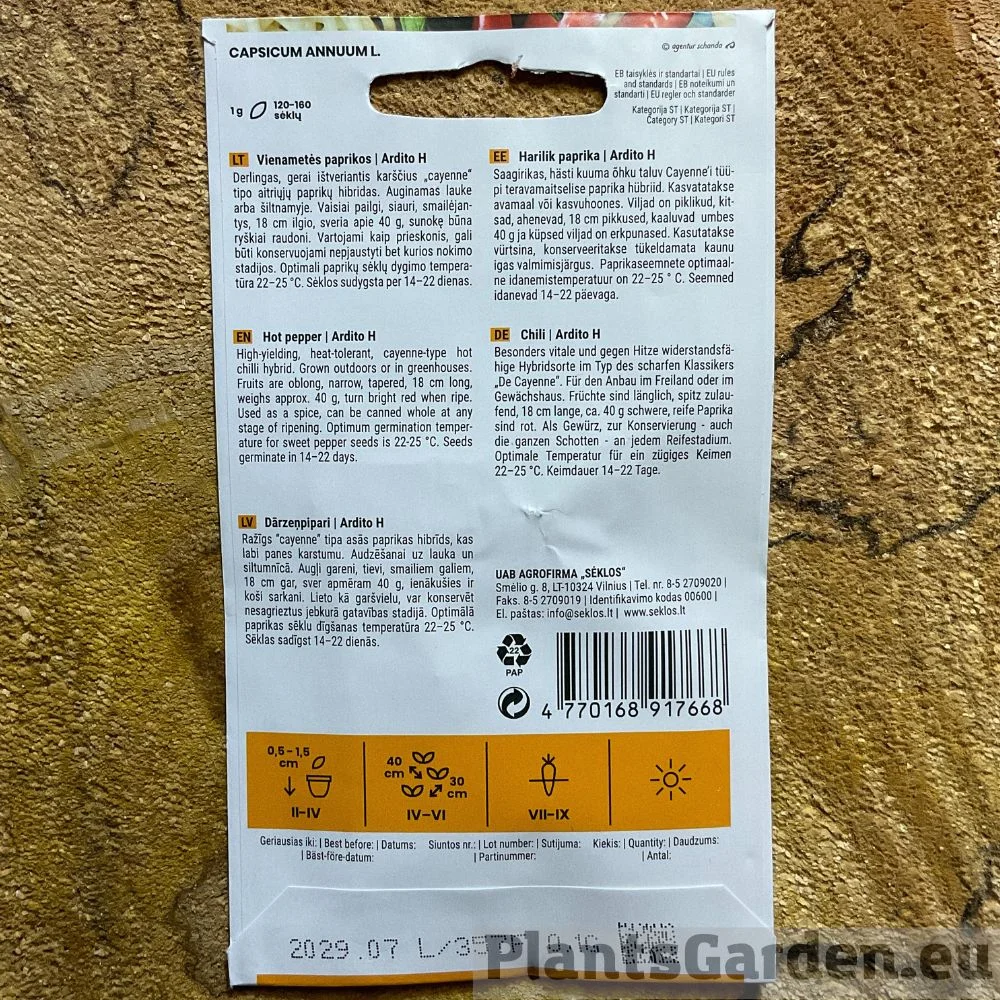 CAPSICUM ANNUUM L.
© agentur schanda
1 g 120–160
sėklų
EB taisyklės ir standartai | EU rules
and standards | EB noteikumi un
standarti | EU regler och standarder
Kategorija ST | Kategorija ST |
Category ST | Kategori ST
LT Vienametės paprikos | Ardito H
Derlingas, gerai ištveriantis karščius „cayenne“
tipo aitriųjų paprikų hibridas. Auginamas lauke
arba šiltnamyje. Vaisiai pailgi, siauri, smailėjan-
tys, 18 cm ilgio, sveria apie 40 g, sunokę būna
ryškiai raudoni. Vartojami kaip prieskonis, gali
būti konservuojami nepjaustyti bet kurios nokimo
stadijos. Optimali paprikų sėklų dygimo tempera-
tūra 22–25 °C. Sėklos sudygsta per 14–22 dienas.
EE Harilik paprika | Ardito H
Saagirikas, hästi kuuma õhku taluv Cayenne’i tüü-
pi teravamaitselise paprika hübriid. Kasvatatakse
avamaal või kasvuhoones. Viljad on piklikud, kit-
sad, ahenevad, 18 cm pikkused, kaaluvad umbes
40 g ja küpsed viljad on erkpunased. Kasutatakse
vürtsina, konserveeritakse tükeldamata kaunu
igas valmimisjärgus. Paprikaseemnete optimaal-
ne idanemistemperatuur on 22–25 ° C. Seemned
idanevad 14–22 päevaga.
EN Hot pepper | Ardito H
High-yielding, heat-tolerant, cayenne-type hot
chilli hybrid. Grown outdoors or in greenhouses.
Fruits are oblong, narrow, tapered, 18 cm long,
weighs approx. 40 g, turn bright red when ripe.
Used as a spice, can be canned whole at any
stage of ripening. Optimum germination temper-
ature for sweet pepper seeds is 22-25 °C. Seeds
germinate in 14–22 days.
DE Chili | Ardito H
Besonders vitale und gegen Hitze widerstandsfä-
hige Hybridsorte im Typ des scharfen Klassikers
„De Cayenne“. Für den Anbau im Freiland oder im
Gewächshaus. Früchte sind länglich, spitz zulau-
fend, 18 cm lange, ca. 40 g schwere, reife Paprika
sind rot. Als Gewürz, zur Konservierung - auch
die ganzen Schotten - an jedem Reifestadium.
Optimale Temperatur für ein zügiges Keimen
22–25 °C. Keimdauer 14–22 Tage.
LV Dārzeņpipari | Ardito H
Ražīgs “cayenne” tipa asās paprikas hibrīds, kas
labi panes karstumu. Audzēšanai uz lauka un
siltumnīcā. Augļi gareni, tievi, smailiem galiem,
18 cm gar, sver apmēram 40 g, ienākušies ir
koši sarkani. Lieto kā garšvielu, var konservēt
nesagrieztus jebkurā gatavības stadijā. Optimālā
paprikas sēklu dīgšanas temperatūra 22–25 °C.
Sēklas sadīgst 14–22 dienās.
UAB AGROFIRMA „SĖKLOS“
Smėlio g. 8, LT-10324 Vilnius | Tel. nr. 8-5 2709020 |
Faks. 8-5 2709019 | Identifikavimo kodas 00600 |
El. paštas: info@seklos.lt | www.seklos.lt
22
PAP
4 770168 917668
0,5–1,5
cm
II–IV
40
cm
30
cm
IV–VI
VII–IX
Geriausias iki: | Best before: | Datums:
| Bäst-före-datum:
Siuntos nr.: | Lot number: | Sutijuma:
| Partinummer:
Kiekis: | Quantity: | Daudzums:
| Antal:
2029.07
PlantsGarden.eu